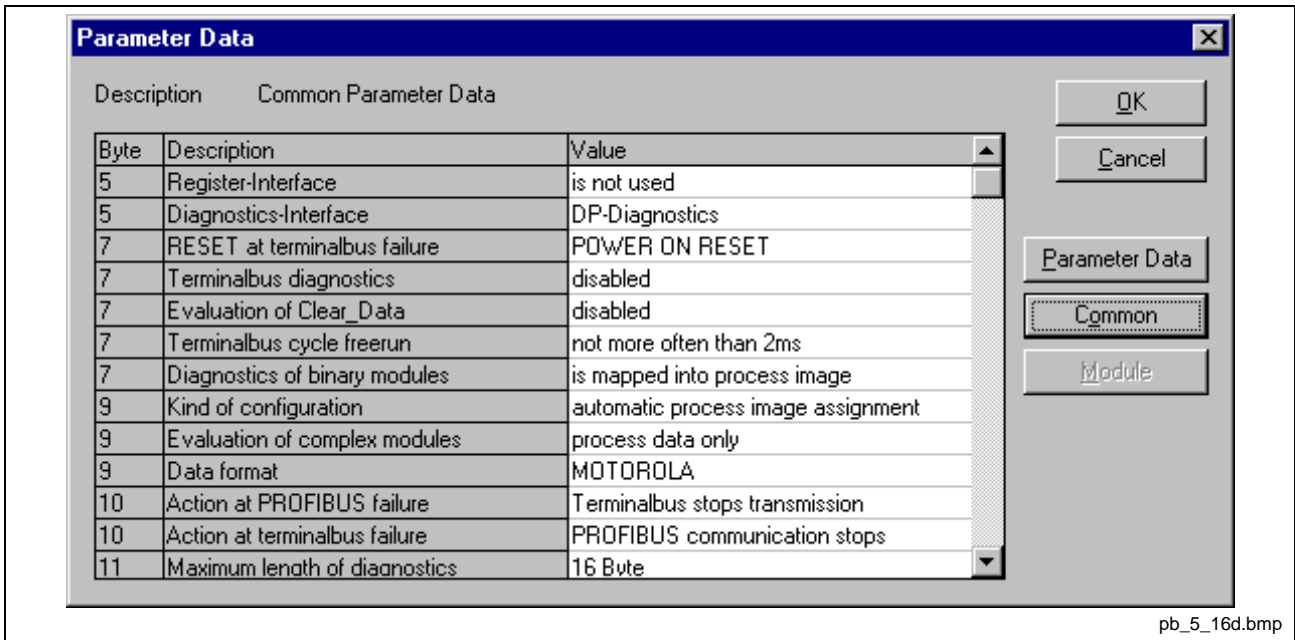 Parameter Data
Description Common Parameter Data
OK
Cancel
Byte Description Value
5 Register-Interface is not used
5 Diagnostics-Interface DP-Diagnostics
7 RESET at terminalbus failure POWER ON RESET
7 Terminalbus diagnostics disabled
7 Evaluation of Clear_Data disabled
7 Terminalbus cycle freerun not more often than 2ms
7 Diagnostics of binary modules is mapped into process image
9 Kind of configuration automatic process image assignment
9 Evaluation of complex modules process data only
9 Data format MOTOROLA
10 Action at PROFIBUS failure Terminalbus stops transmission
10 Action at terminalbus failure PROFIBUS communication stops
11 Maximum length of diagnostics 16 Byte
Parameter Data
Common
Module
pb_5_16d.bmp